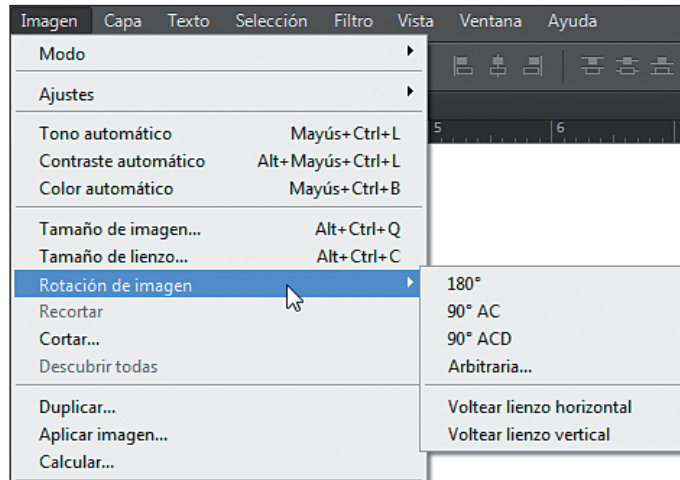 Imagen Capa Texto Selección Filtro Vista Ventana Ayuda
Modo
Ajustes
5 6
Tono automático Mayús+Ctrl+L
Contraste automático Alt+Mayús+Ctrl+L
Color automático Mayús+Ctrl+B
Tamaño de imagen... Alt+Ctrl+Q
Tamaño de lienzo... Alt+Ctrl+C
Rotación de imagen
Recortar
Cortar...
Descubrir todas
Duplicar...
Aplicar imagen...
Calcular...
180°
90° AC
90° ACD
Arbitraria...
Voltear lienzo horizontal
Voltear lienzo vertical